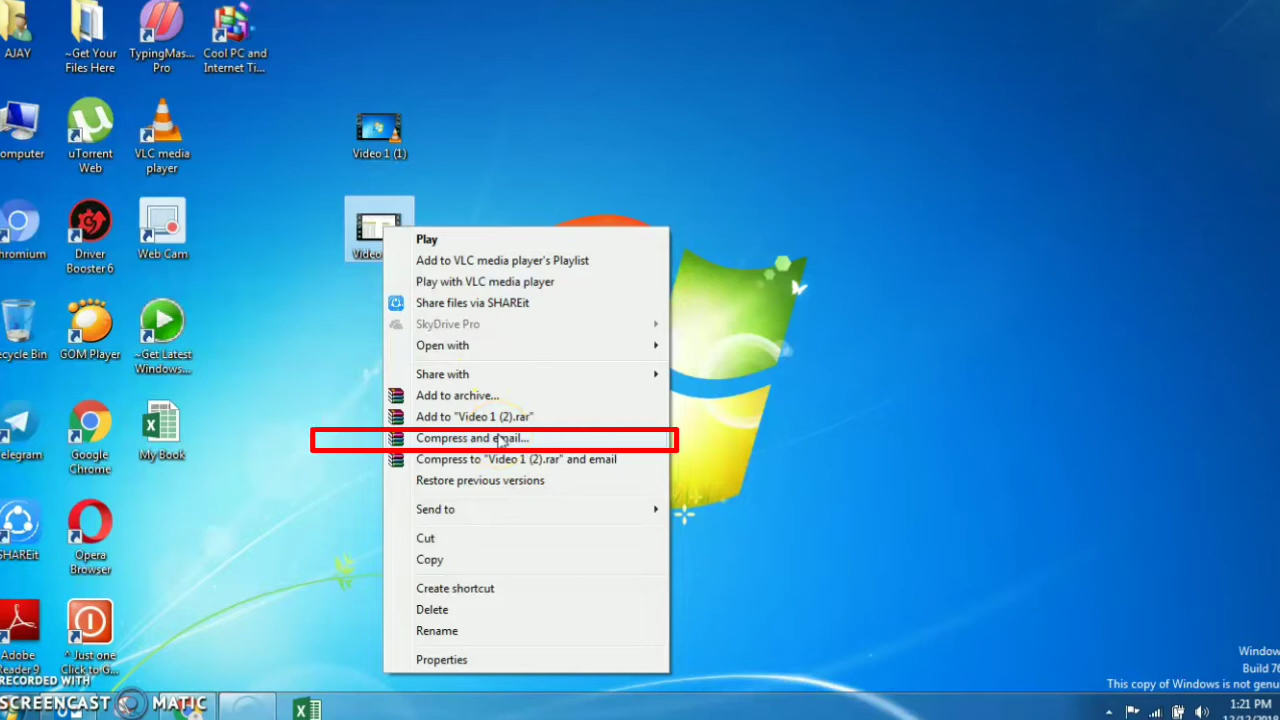 AJAY
~Get Your
Files Here
TypingMas...
Pro
Cool PC and
Internet Ti...
omputer
uTorrent
Web
VLC media
player
Video 1 (1)
hromium
Driver
Booster 6
Web Cam
Video
ecycle Bin
GOM Player
~Get Latest
Windows...
elegram
Google
Chrome
My Book
SHAREit
Opera
Browser
Adobe
Reader 9
^ Just one
Click to G...
Play
Add to VLC media player's Playlist
Play with VLC media player
Share files via SHAREit
SkyDrive Pro
Open with
Share with
Add to archive...
Add to "Video 1 (2).rar"
Compress and email...
Compress to "Video 1 (2).rar" and email
Restore previous versions
Send to
Cut
Copy
Create shortcut
Delete
Rename
Properties
Window
Build 76
This copy of Windows is not genu
RECORDED WITH
SCREENCAST MATIC
1:21 PM